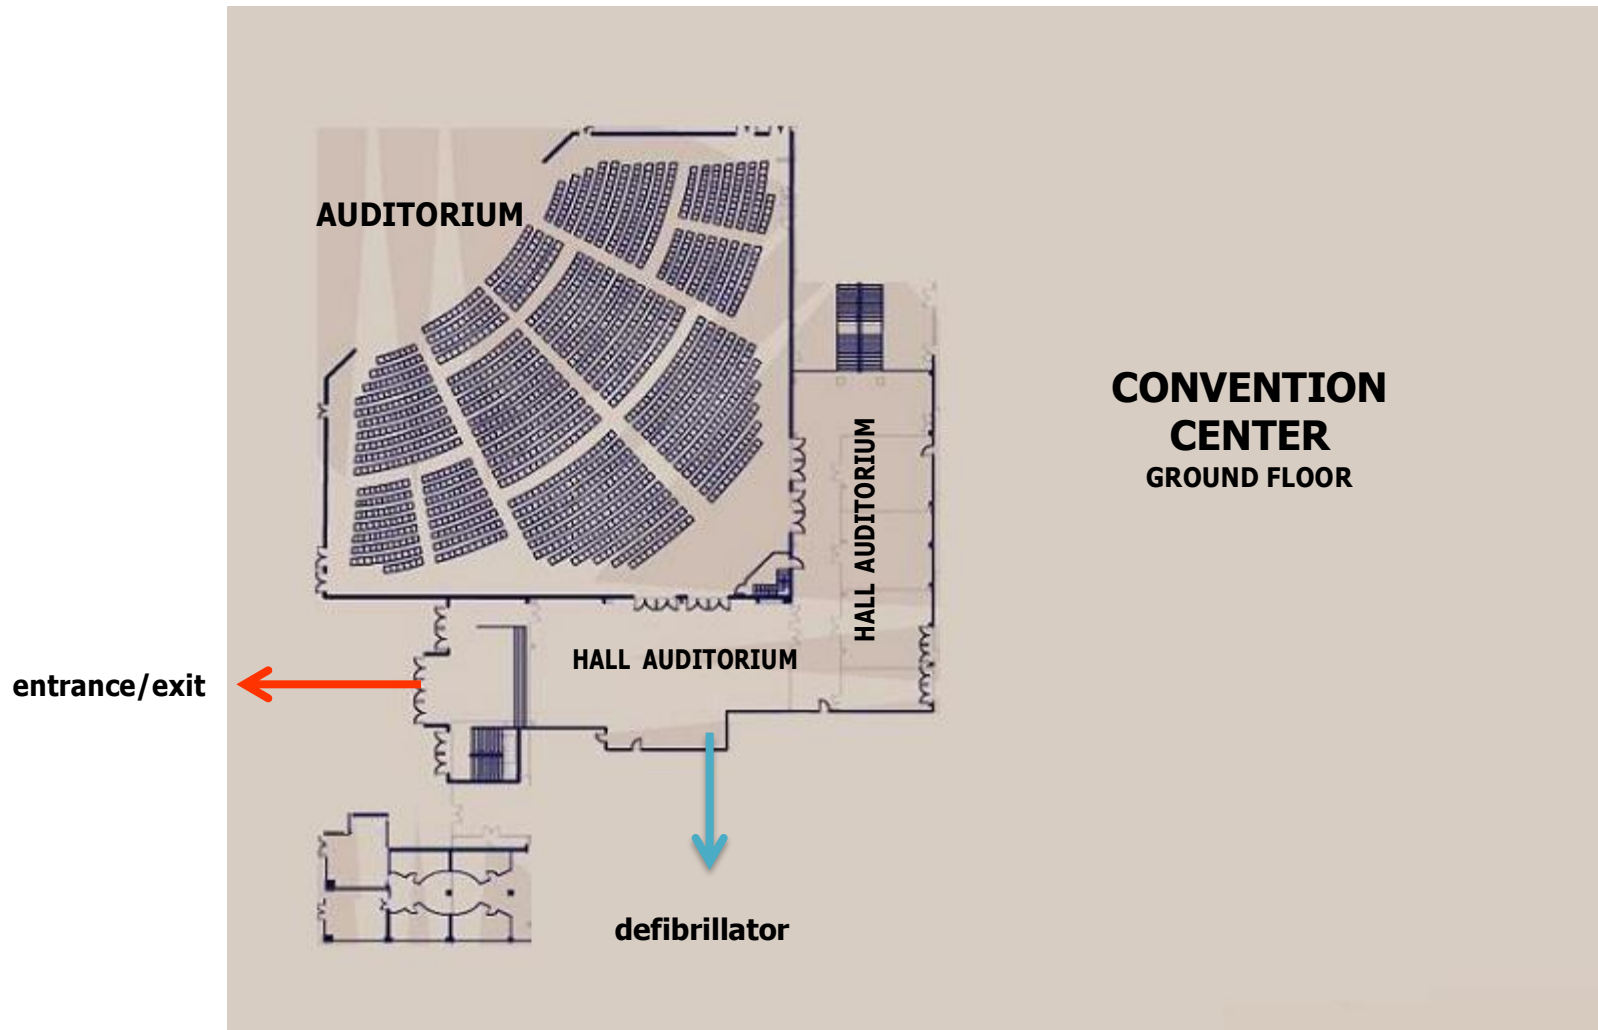 AUDITORIUM
CONVENTION
CENTER
GROUND FLOOR
HALL AUDITORIUM
HALL AUDITORIUM
entrance/exit
defibrillator